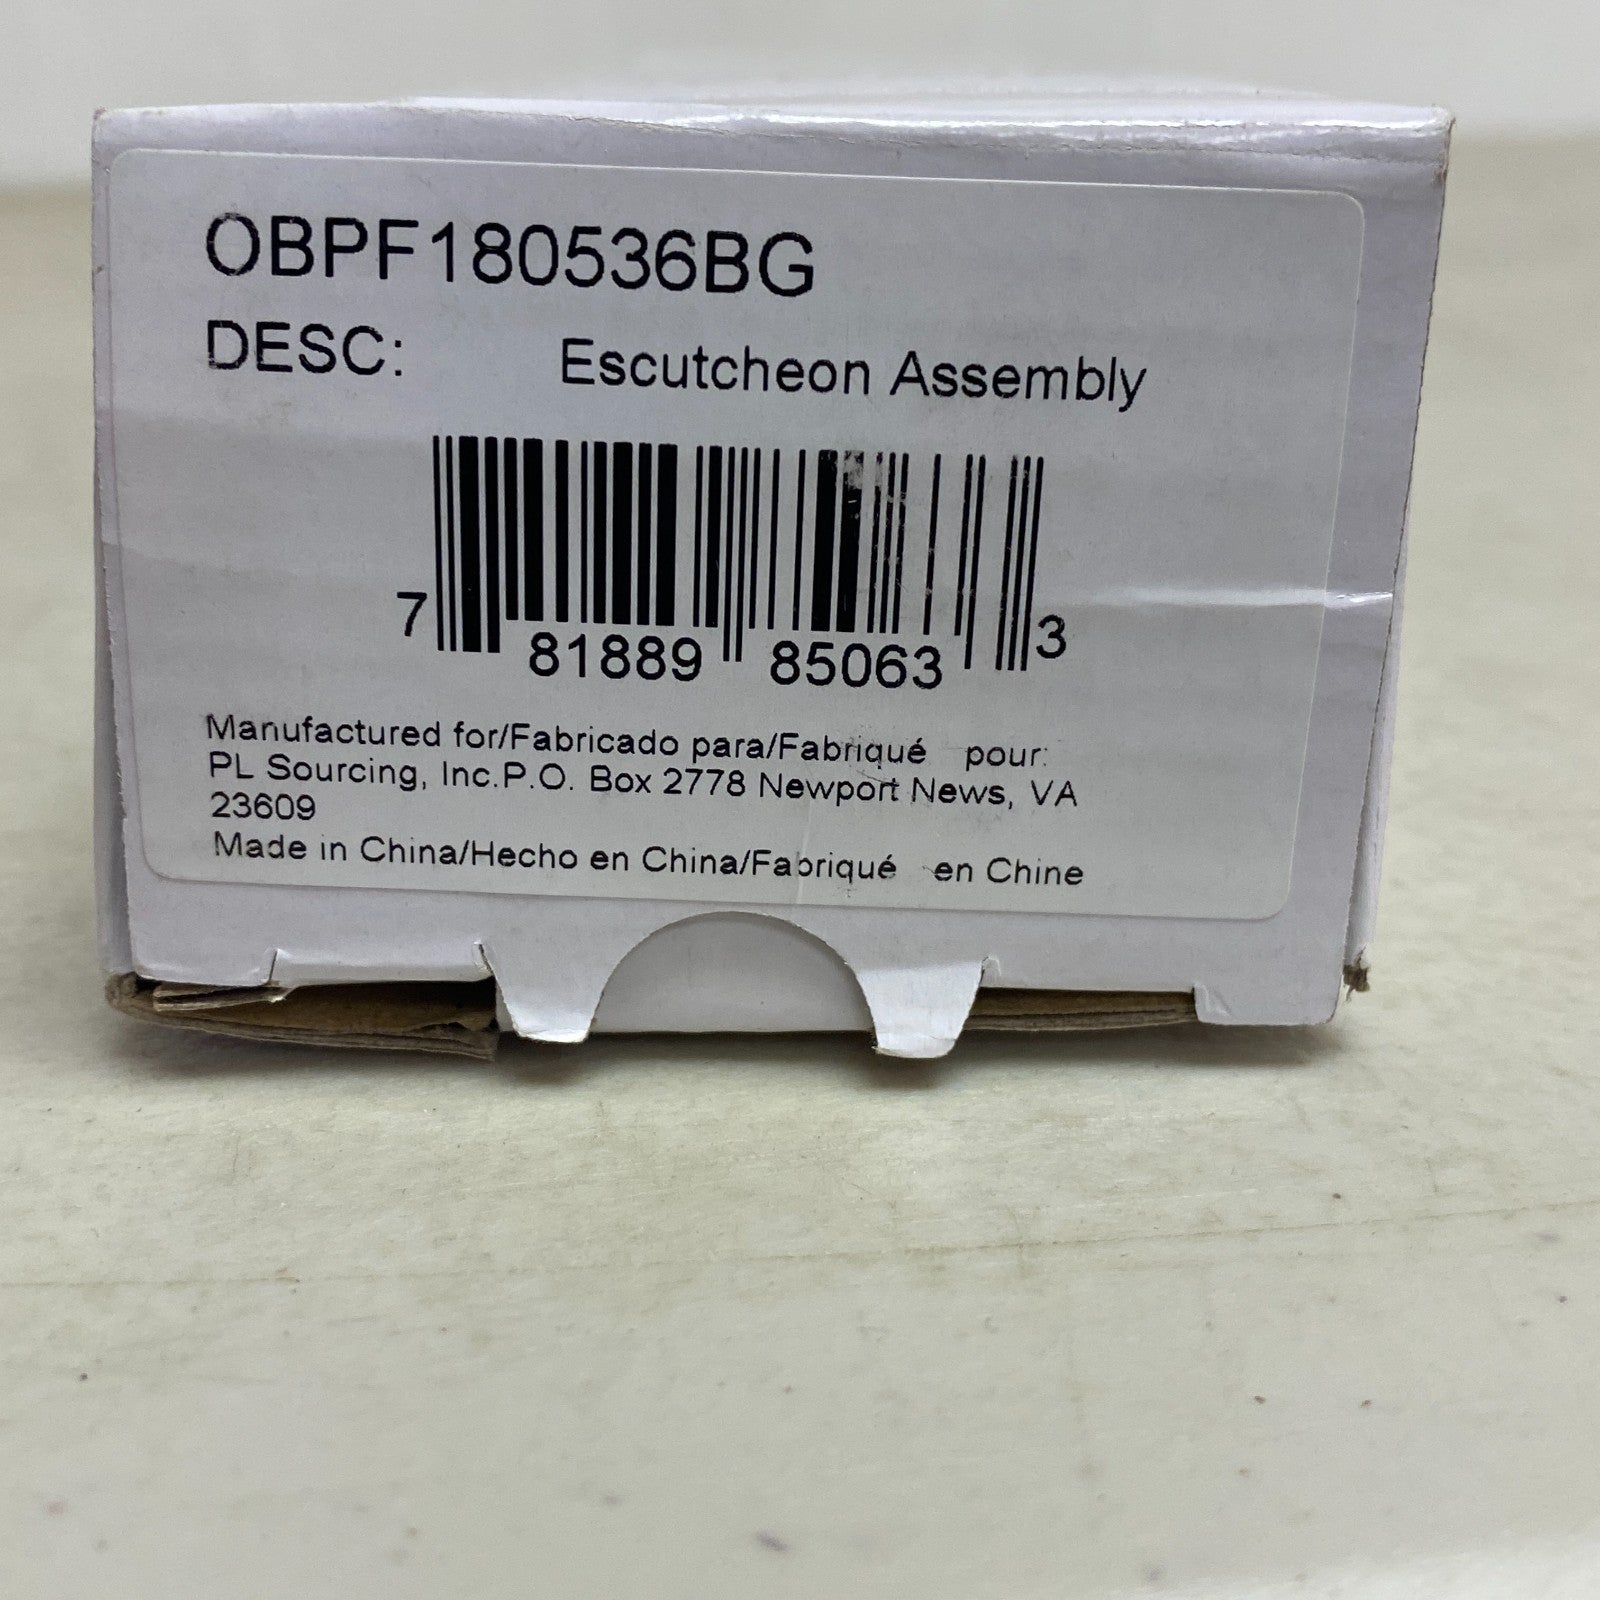 OBPF180536BG
DESC: Escutcheon Assembly
7 81889 85063 3
Manufactured for/Fabricado para/Fabriqué pour:
PL Sourcing, Inc.P.O. Box 2778 Newport News, VA
23609
Made in China/Hecho en China/Fabriqué en Chine